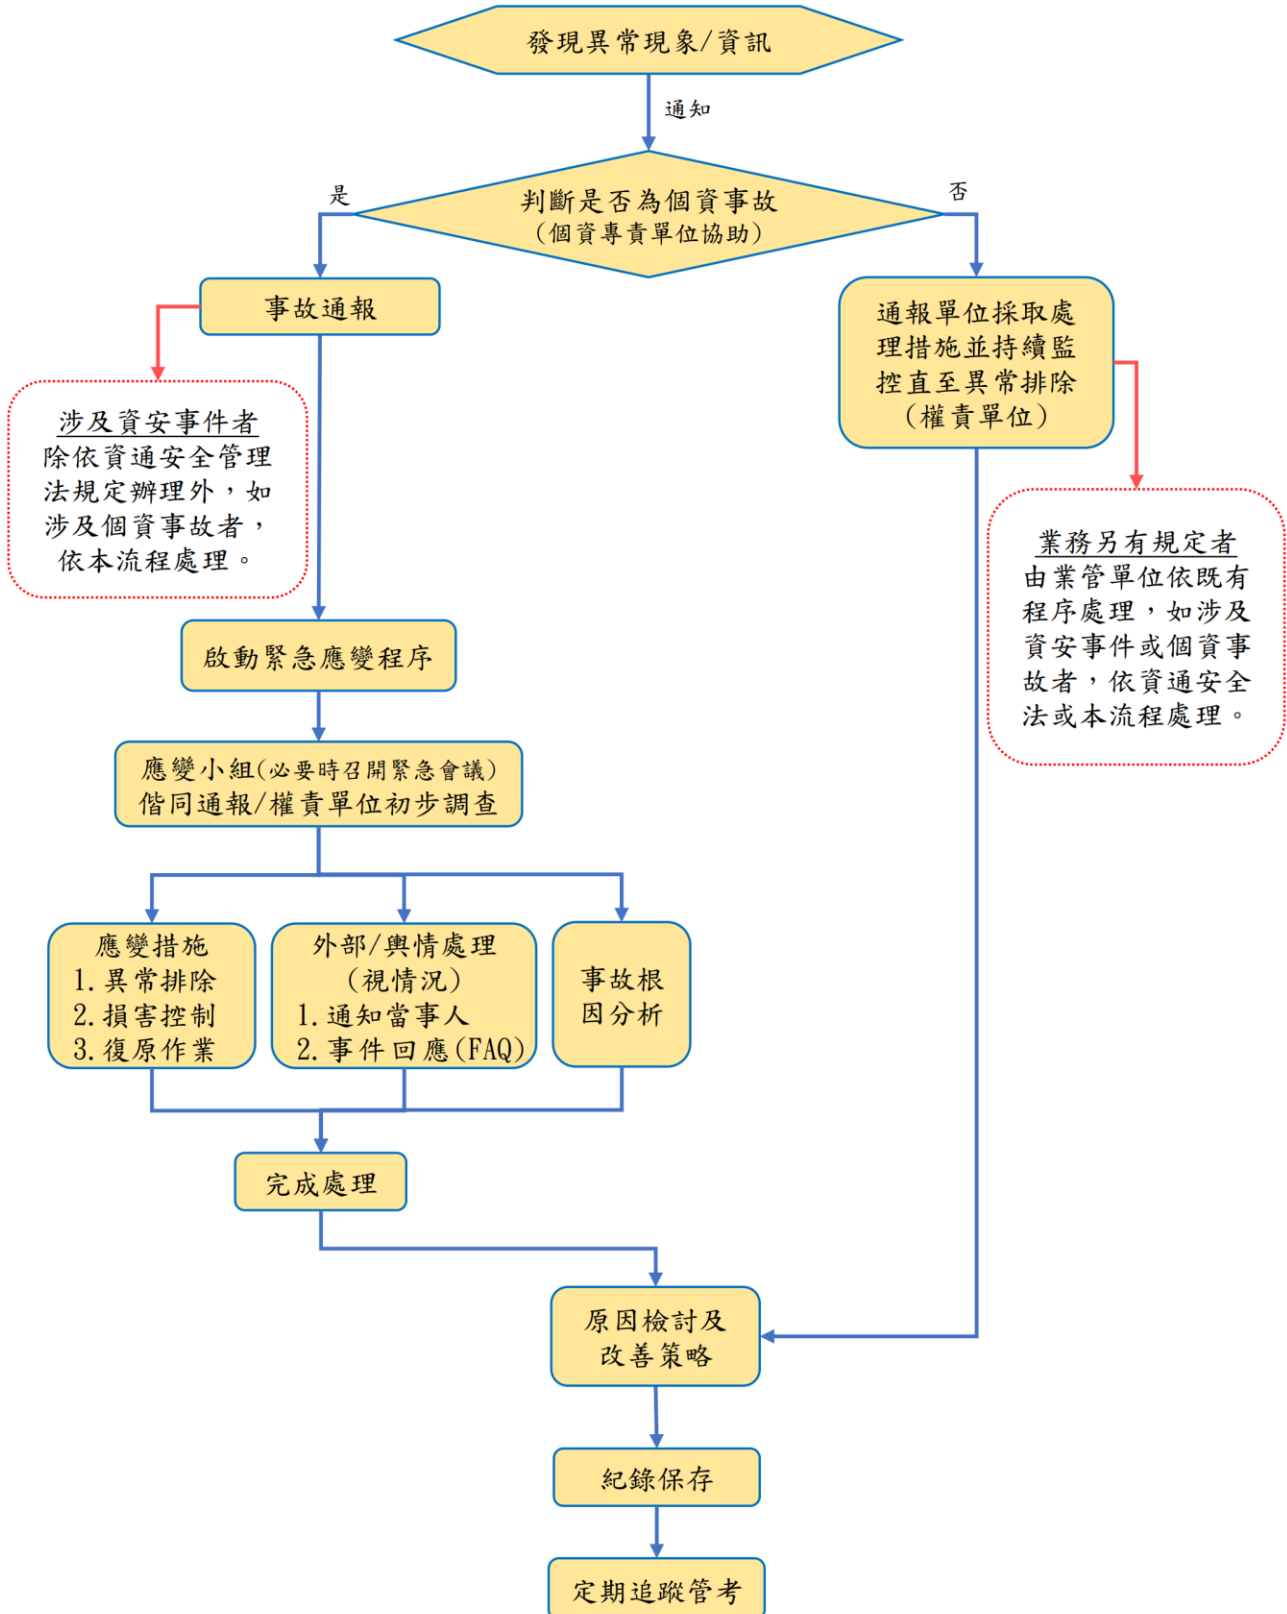 發現異常現象/資訊
通知
是
否
判斷是否為個資事故
(個資專責單位協助)
事故通報
通報單位採取處
理措施並持續監
控直至異常排除
(權責單位)
涉及資安事件者
除依資通安全管理
法規定辦理外，如
涉及個資事故者，
依本流程處理。
業務另有規定者
由業管單位依既有
程序處理，如涉及
資安事件或個資事
故者，依資通安全
法或本流程處理。
啟動緊急應變程序
應變小組(必要時召開緊急會議)
偕同通報/權責單位初步調查
應變措施
1.異常排除
2.損害控制
3.復原作業
外部/輿情處理
(視情況)
1.通知當事人
2.事件回應(FAQ)
事故根
因分析
完成處理
原因檢討及
改善策略
紀錄保存
定期追蹤管考